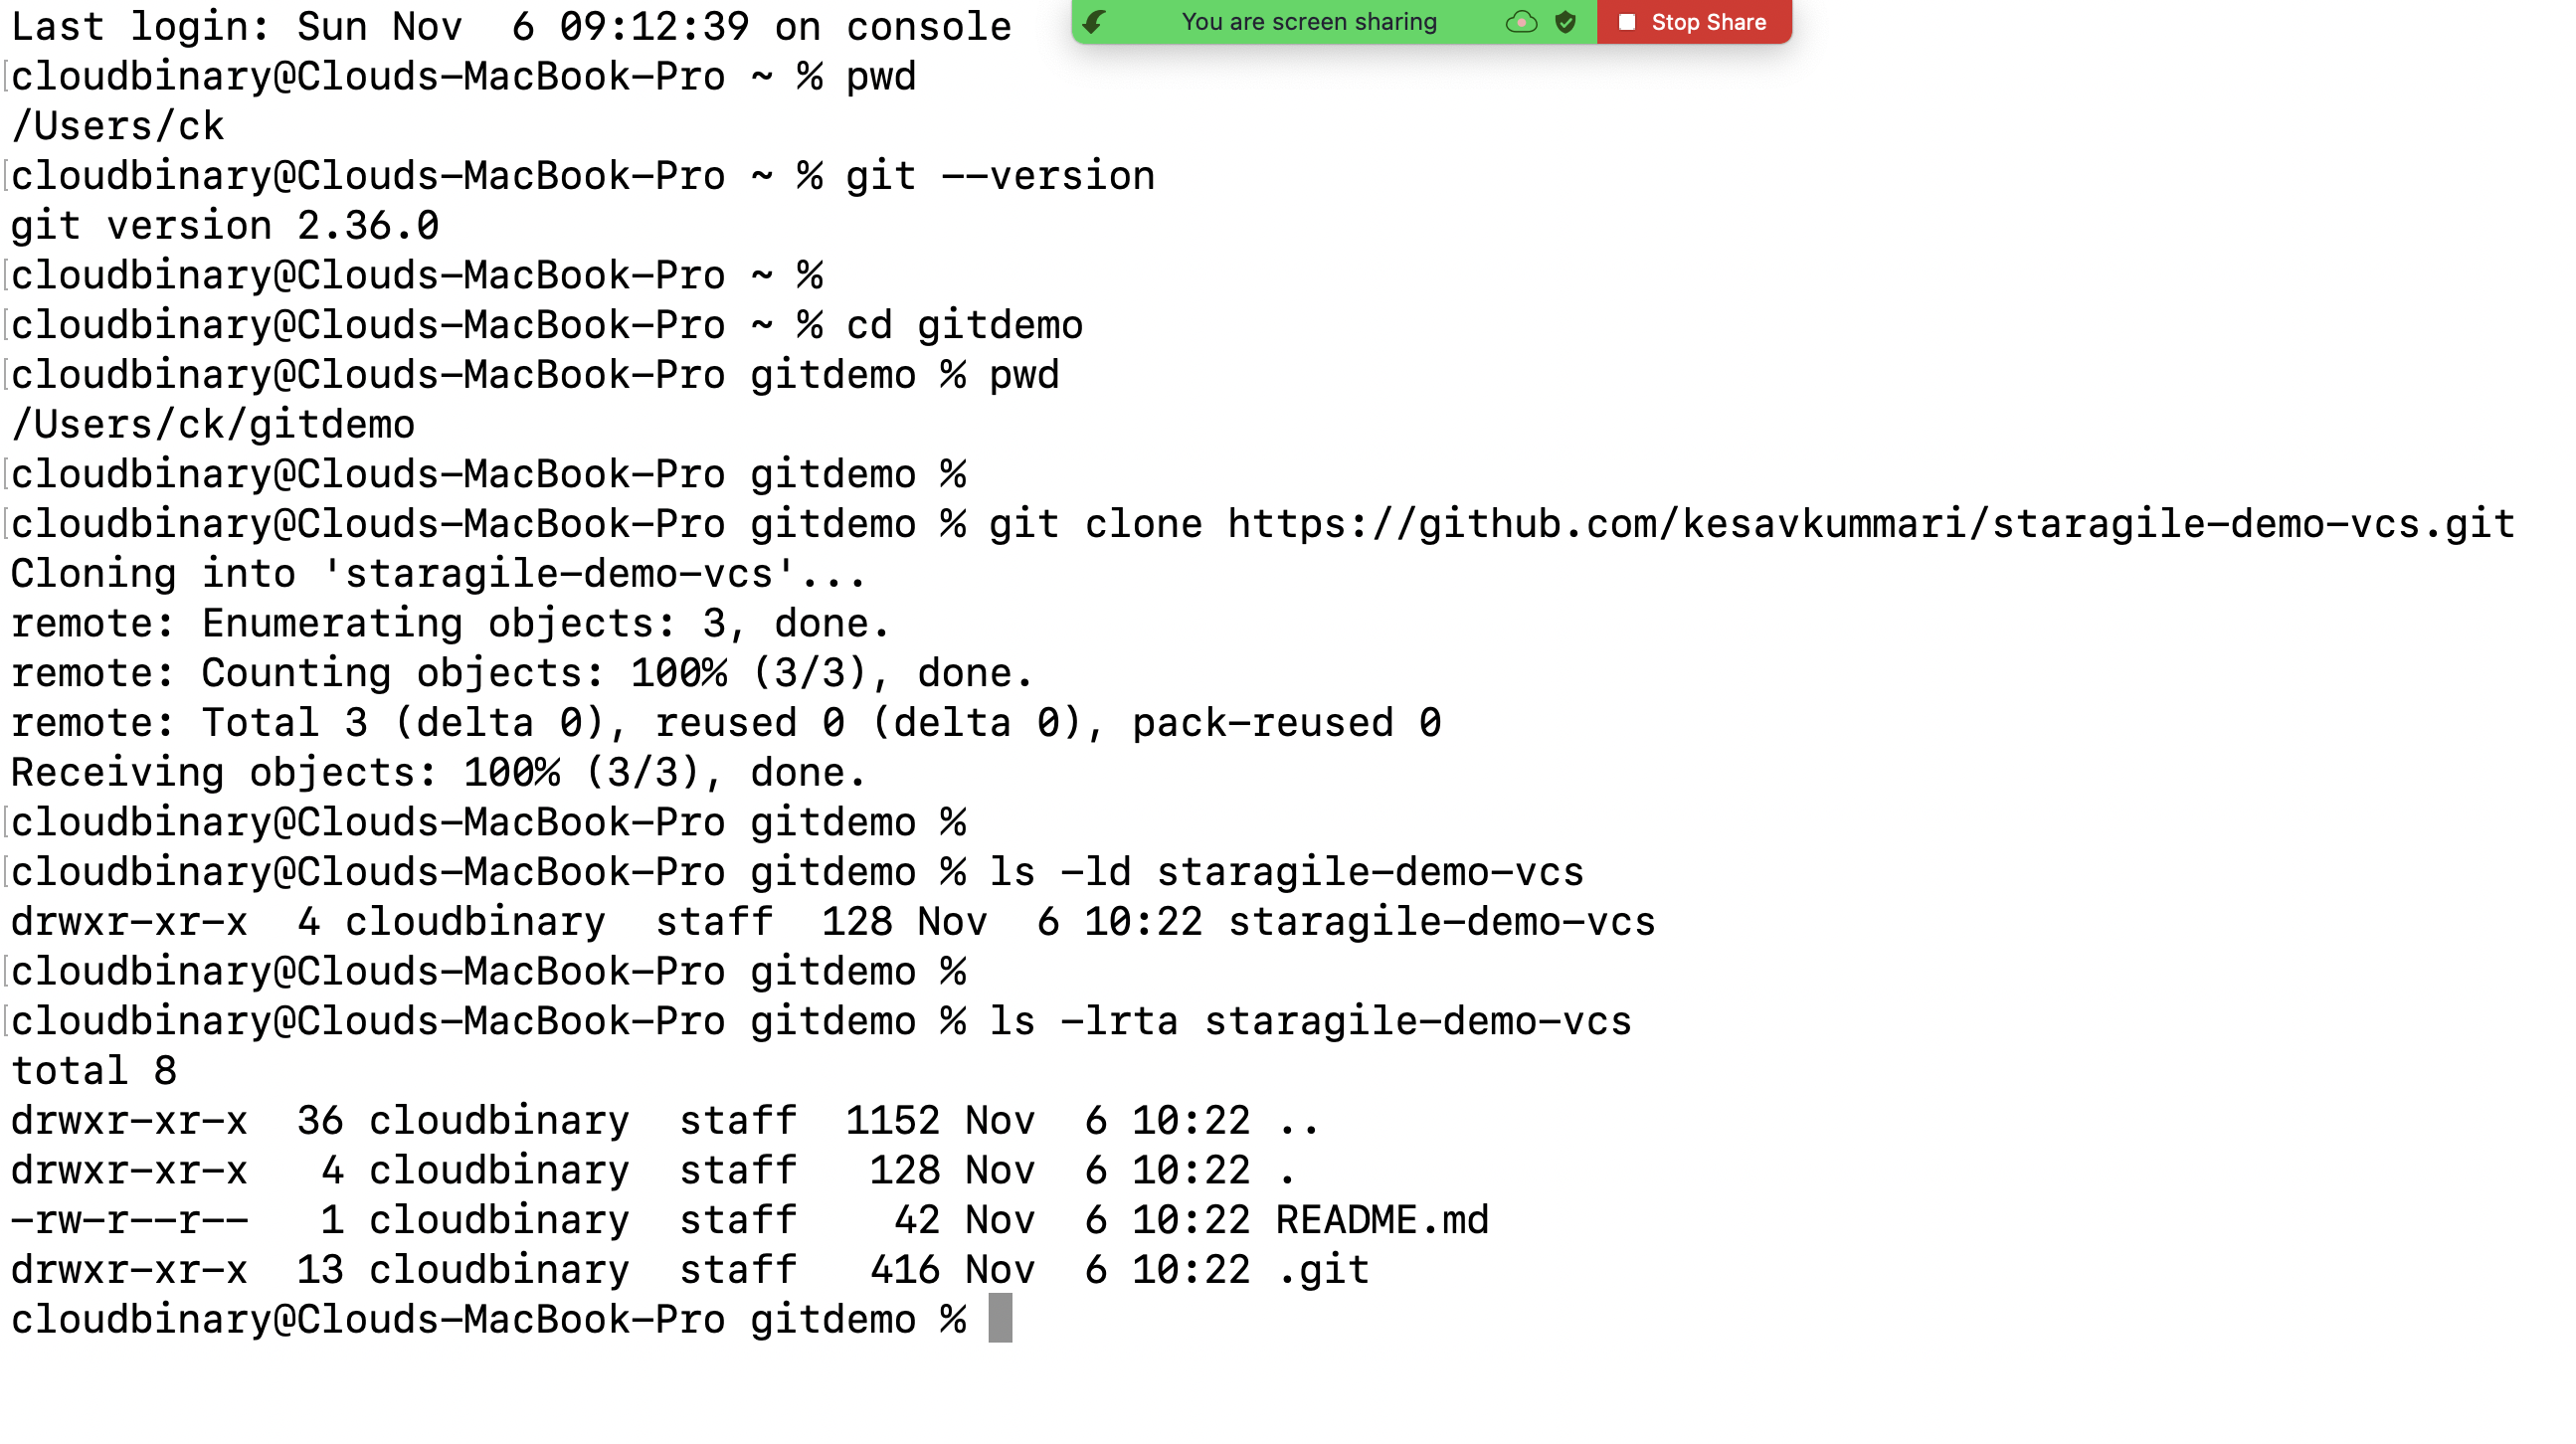 Last login: Sun Nov  6 09:12:39 on console
You are screen sharing
Stop Share
cloudbinary@Clouds-MacBook-Pro ~ % pwd
/Users/ck
cloudbinary@Clouds-MacBook-Pro ~ % git --version
git version 2.36.0
cloudbinary@Clouds-MacBook-Pro ~ %
cloudbinary@Clouds-MacBook-Pro ~ % cd gitdemo
cloudbinary@Clouds-MacBook-Pro gitdemo % pwd
/Users/ck/gitdemo
cloudbinary@Clouds-MacBook-Pro gitdemo %
cloudbinary@Clouds-MacBook-Pro gitdemo % git clone https://github.com/kesavkummari/staragile-demo-vcs.git
Cloning into 'staragile-demo-vcs'...
remote: Enumerating objects: 3, done.
remote: Counting objects: 100% (3/3), done.
remote: Total 3 (delta 0), reused 0 (delta 0), pack-reused 0
Receiving objects: 100% (3/3), done.
cloudbinary@Clouds-MacBook-Pro gitdemo %
cloudbinary@Clouds-MacBook-Pro gitdemo % ls -ld staragile-demo-vcs
drwxr-xr-x  4 cloudbinary  staff  128 Nov  6 10:22 staragile-demo-vcs
cloudbinary@Clouds-MacBook-Pro gitdemo %
cloudbinary@Clouds-MacBook-Pro gitdemo % ls -lrta staragile-demo-vcs
total 8
drwxr-xr-x  36 cloudbinary  staff  1152 Nov  6 10:22 ..
drwxr-xr-x   4 cloudbinary  staff   128 Nov  6 10:22 .
-rw-r--r--   1 cloudbinary  staff    42 Nov  6 10:22 README.md
drwxr-xr-x  13 cloudbinary  staff   416 Nov  6 10:22 .git
cloudbinary@Clouds-MacBook-Pro gitdemo %